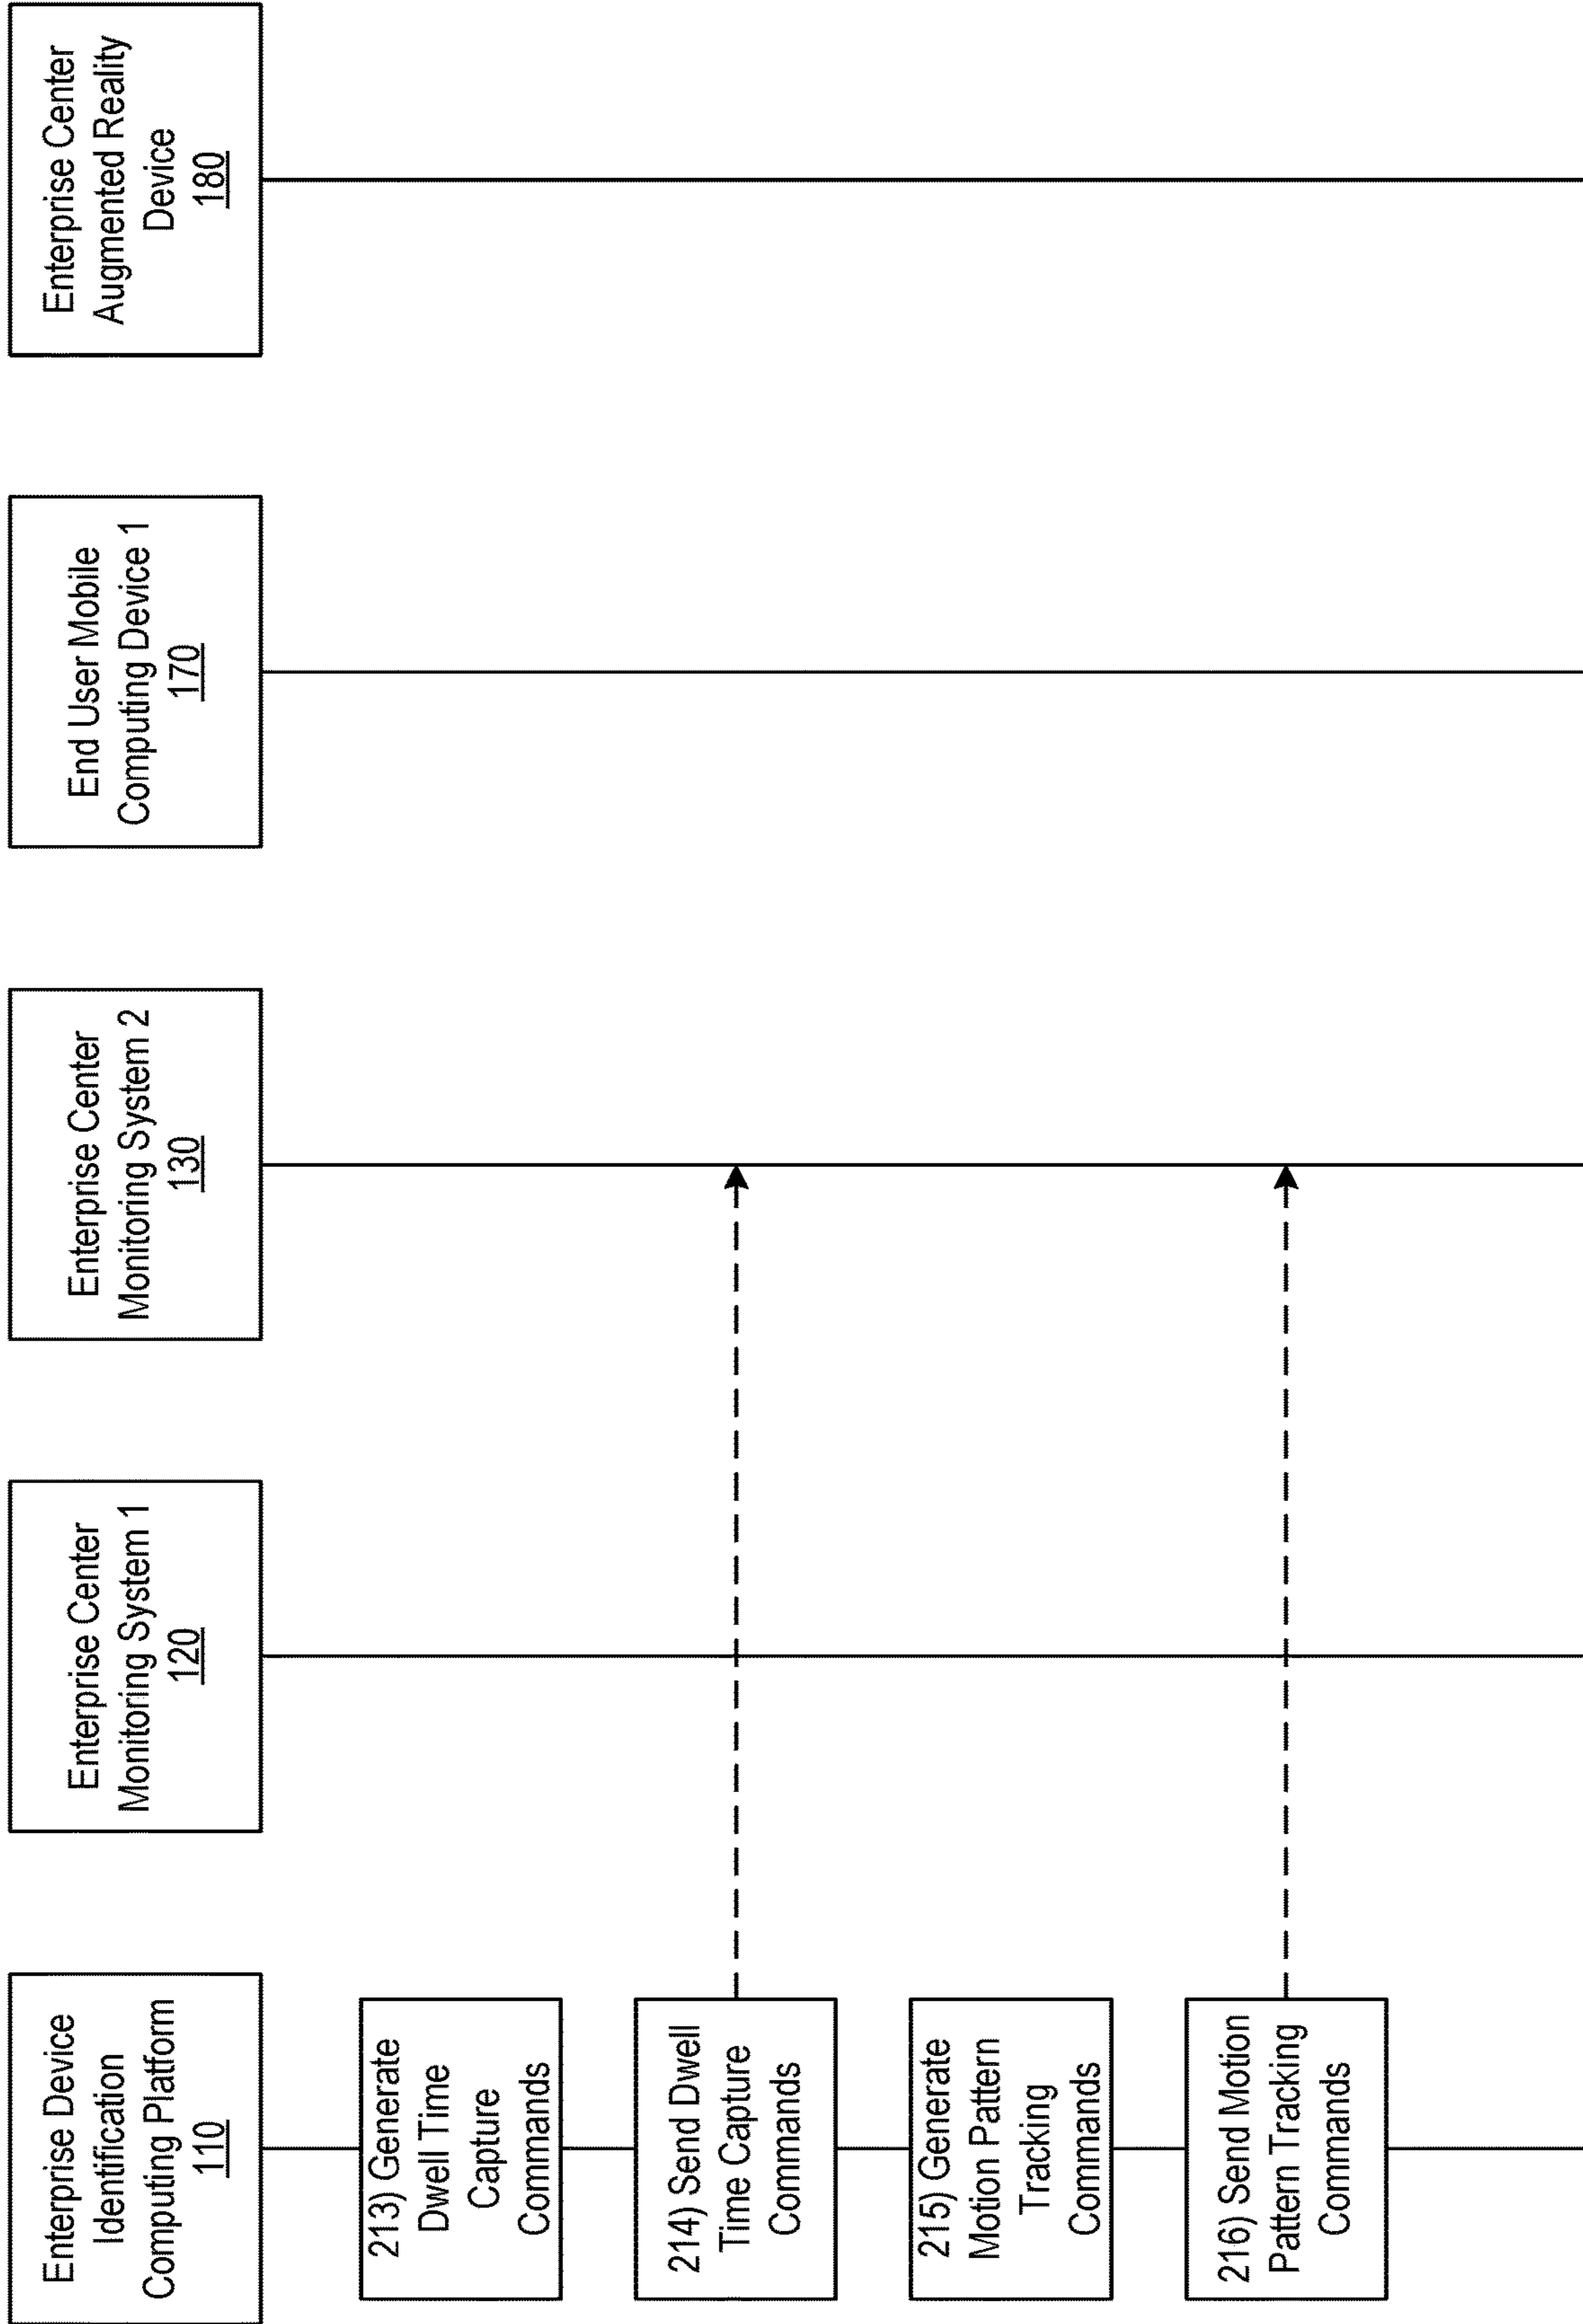 Enterprise Device
Identification
Computing Platform
110
Enterprise Center
Monitoring System 1
120
Enterprise Center
Monitoring System 2
130
End User Mobile
Computing Device 1
170
Enterprise Center
Augmented Reality
Device
180
213) Generate
Dwell Time
Capture
Commands
214) Send Dwell
Time Capture
Commands
215) Generate
Motion Pattern
Tracking
Commands
216) Send Motion
Pattern Tracking
Commands